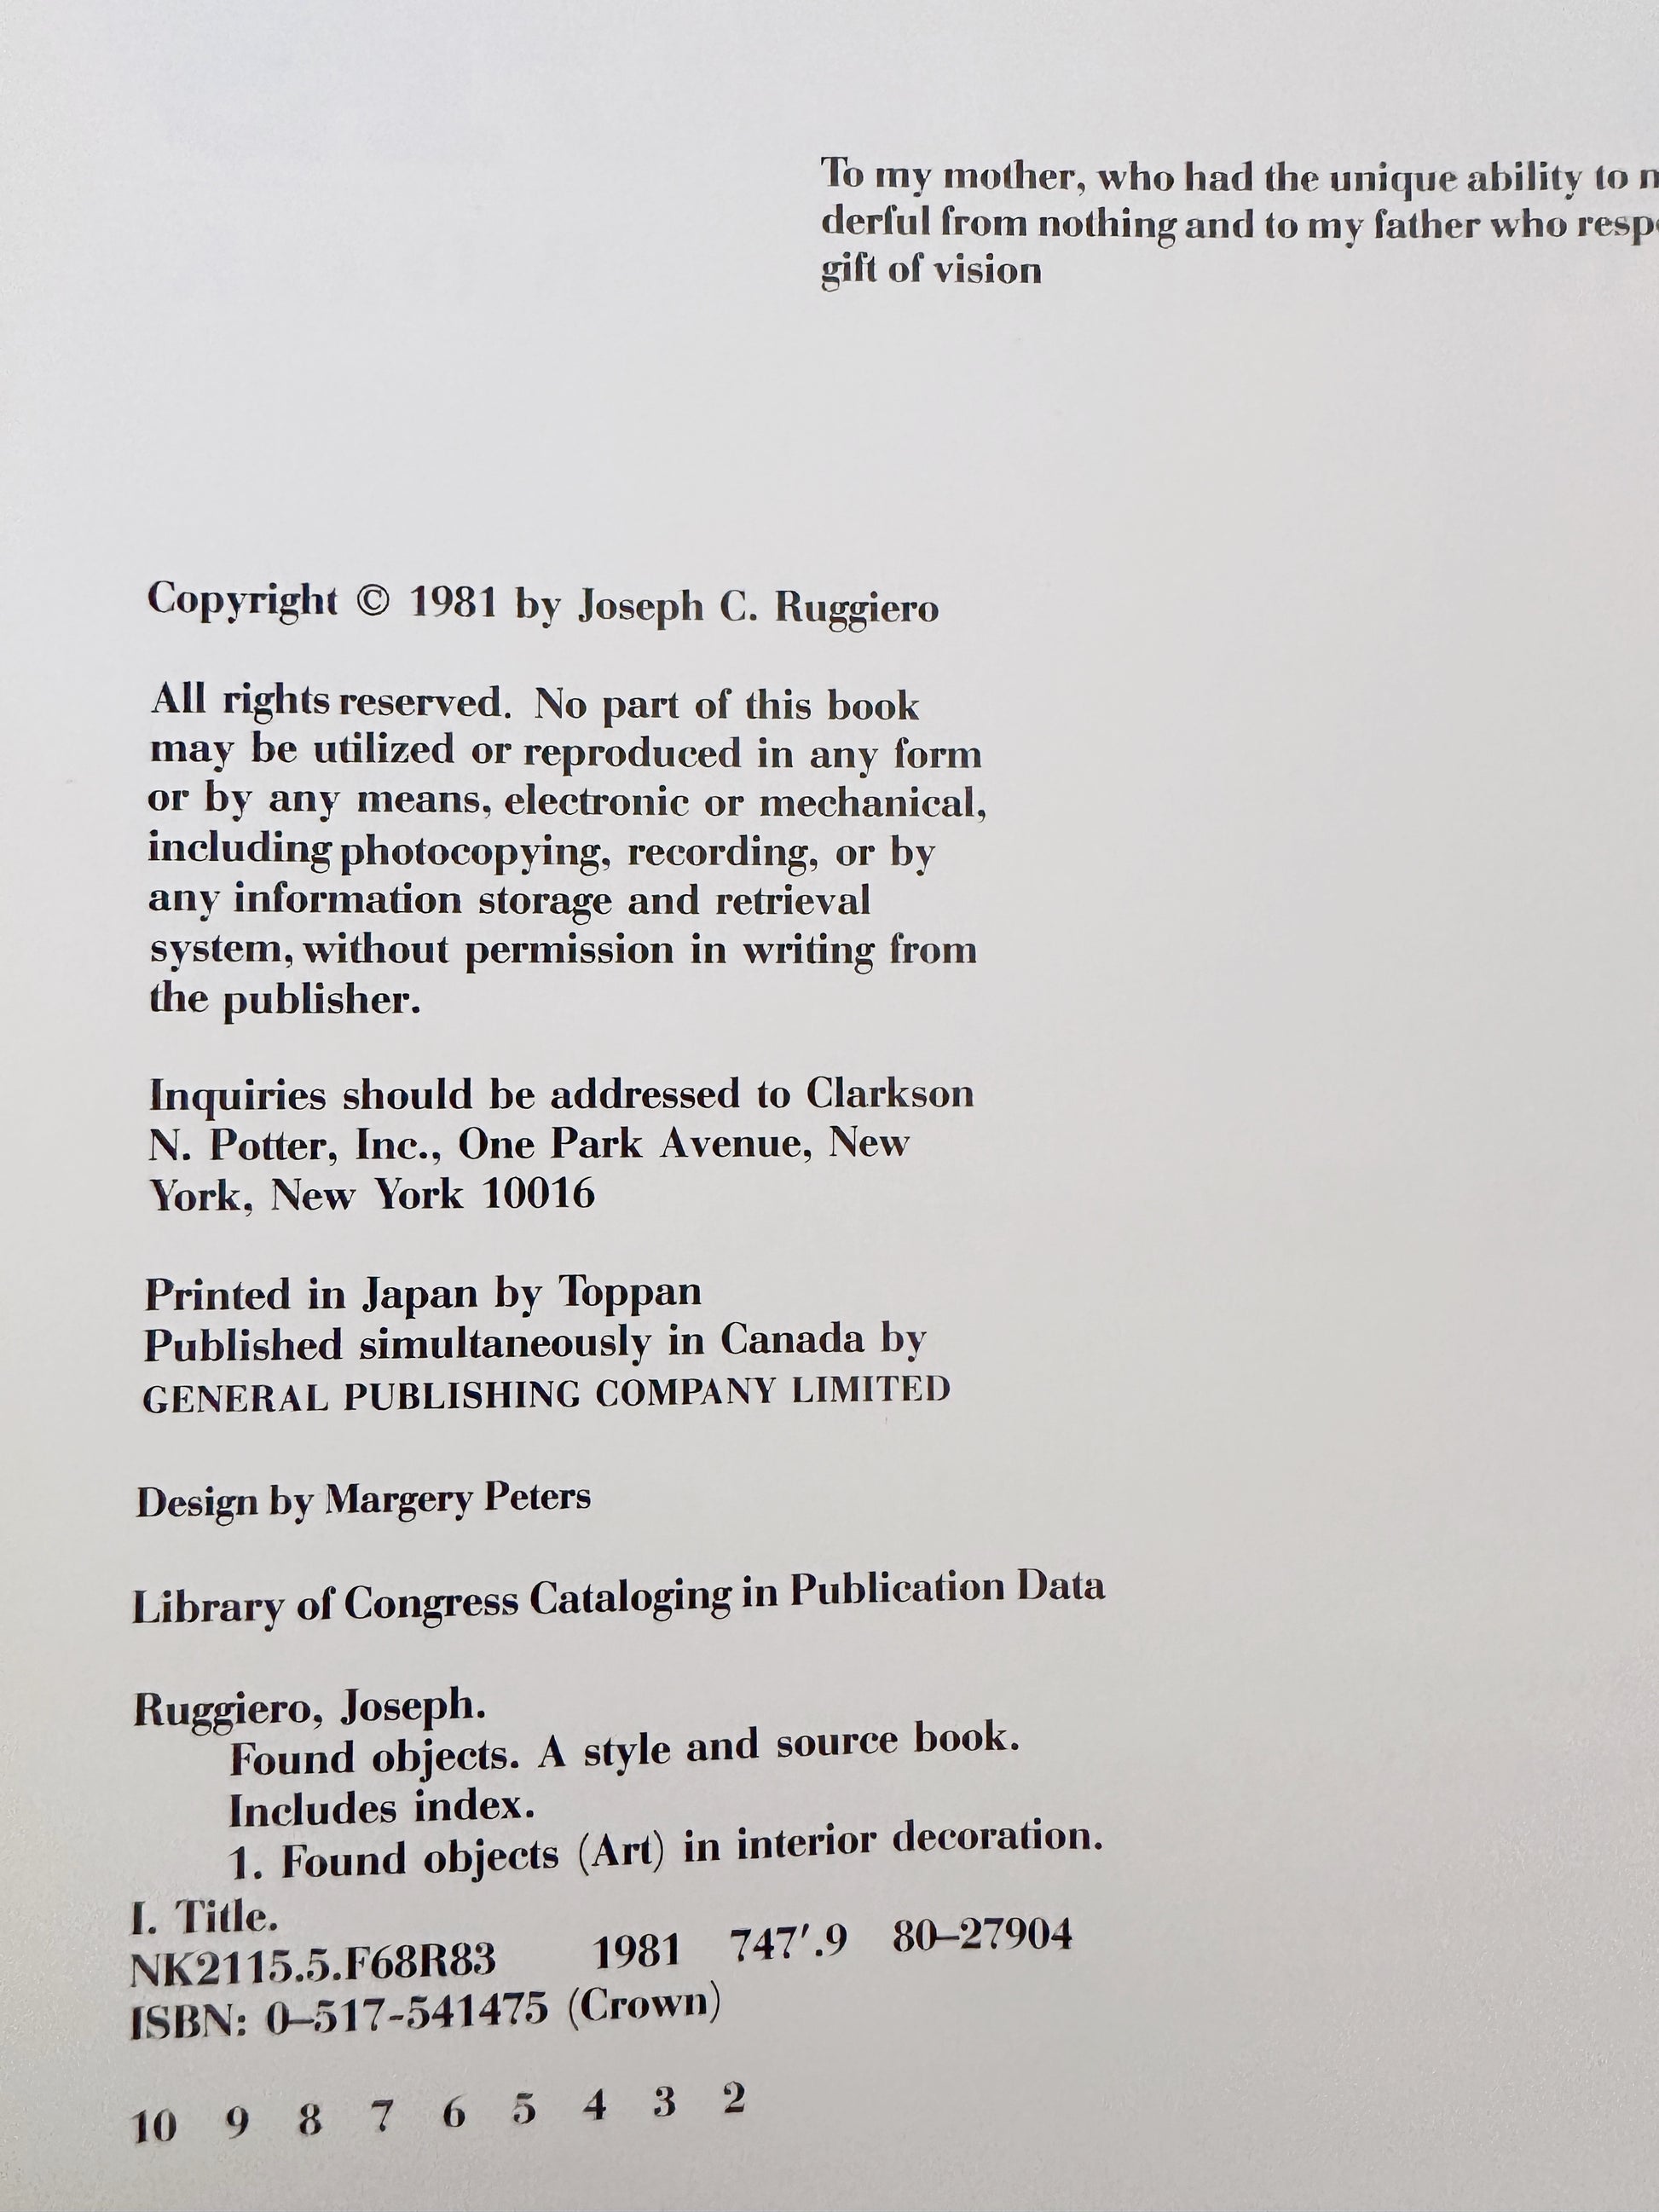 To my mother, who had the unique ability to
derful from nothing and to my father who
gift of vision
Copyright © 1981 by Joseph C. Ruggiero
All rights reserved. No part of this book
may be utilized or reproduced in any form
or by any means, electronic or mechanical,
including photocopying, recording, or by
any information storage and retrieval
system, without permission in writing from
the publisher.
Inquiries should be addressed to Clarkson
N. Potter, Inc., One Park Avenue, New
York, New York 10016
Printed in Japan by Toppan
Published simultaneously in Canada by
GENERAL PUBLISHING COMPANY LIMITED
Design by Margery Peters
Library of Congress Cataloging in Publication Data
Ruggiero, Joseph.
Found objects. A style and source book.
Includes index.
1. Found objects (Art) in interior decoration.
I. Title.
NK2115.5.F68R83 1981 747′.9 80–27904
ISBN: 0–517-541475 (Crown)
10 9 8 7 6 5 4 3 2